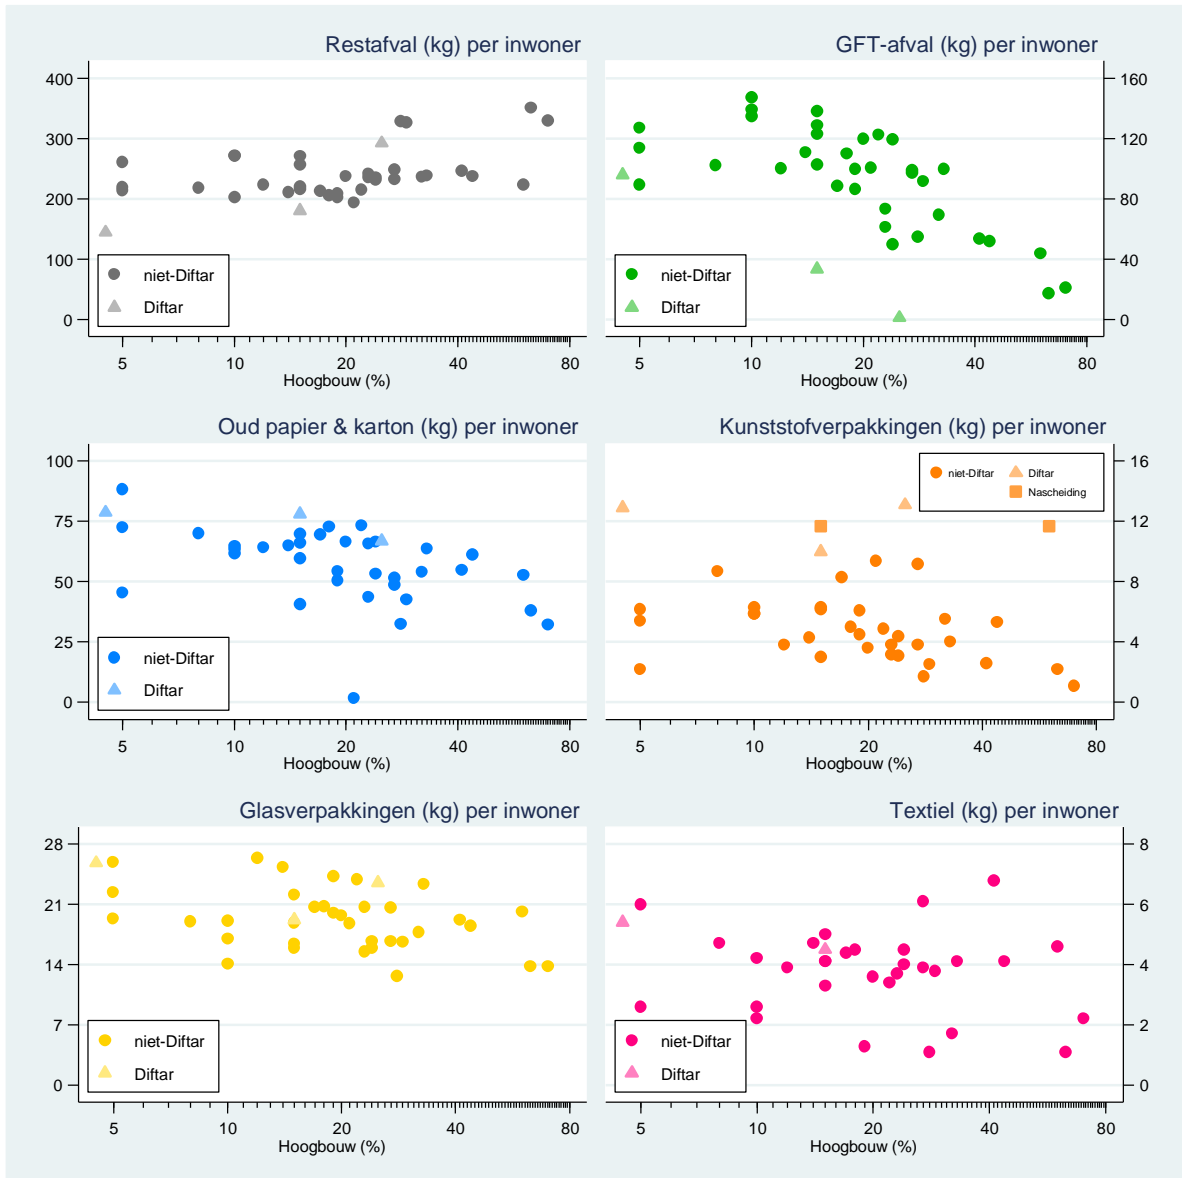 Restafval (kg) per inwoner
400
300
200
100
0
niet-Diftar
Diftar
5 10 20 40 80
Hoogbouw (%)
GFT-afval (kg) per inwoner
160
120
80
40
0
niet-Diftar
Diftar
5 10 20 40 80
Hoogbouw (%)
Oud papier & karton (kg) per inwoner
100
75
50
25
0
niet-Diftar
Diftar
5 10 20 40 80
Hoogbouw (%)
Kunststofverpakkingen (kg) per inwoner
niet-Diftar Diftar
Nascheiding
16
12
8
4
0
5 10 20 40 80
Hoogbouw (%)
Glasverpakkingen (kg) per inwoner
28
21
14
7
0
niet-Diftar
Diftar
5 10 20 40 80
Hoogbouw (%)
Textiel (kg) per inwoner
8
6
4
2
0
niet-Diftar
Diftar
5 10 20 40 80
Hoogbouw (%)